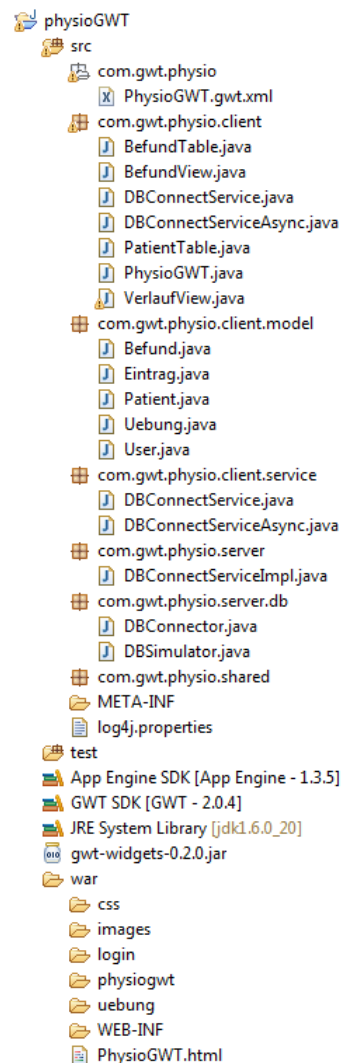 physioGWT
src
com.gwt.physio
PhysioGWT.gwt.xml
com.gwt.physio.client
BefundTable.java
BefundView.java
DBConnectService.java
DBConnectServiceAsync.java
PatientTable.java
PhysioGWT.java
VerlaufView.java
com.gwt.physio.client.model
Befund.java
Eintrag.java
Patient.java
Uebung.java
User.java
com.gwt.physio.client.service
DBConnectService.java
DBConnectServiceAsync.java
com.gwt.physio.server
DBConnectServiceImpl.java
com.gwt.physio.server.db
DBConnector.java
DBSimulator.java
com.gwt.physio.shared
META-INF
log4j.properties
test
App Engine SDK [App Engine - 1.3.5]
GWT SDK [GWT - 2.0.4]
JRE System Library [jdk1.6.0_20]
gwt-widgets-0.2.0.jar
war
css
images
login
physiogwt
uebung
WEB-INF
PhysioGWT.html